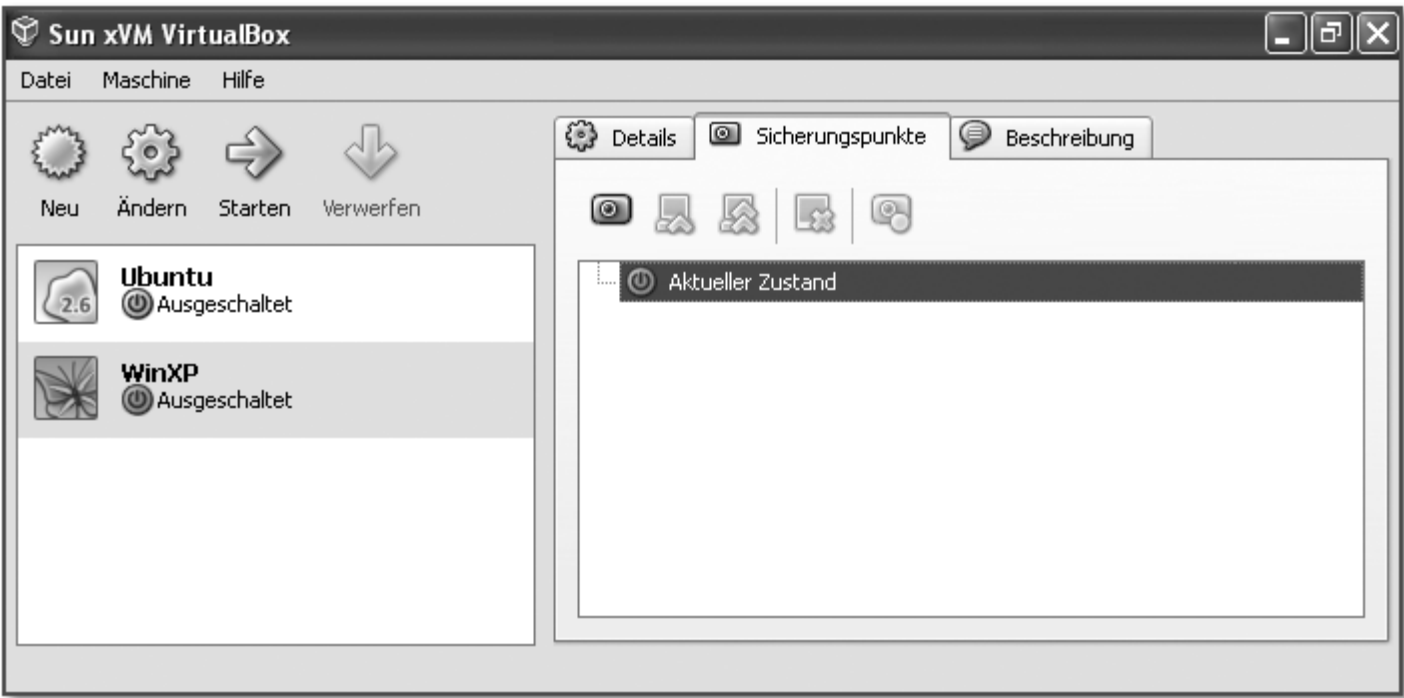 Sun xVM VirtualBox
Datei Maschine Hilfe
Neu Ändern Starten Verwerfen
Details Sicherungspunkte Beschreibung
Ubuntu
2.6 Ausgeschaltet
WinXP
Ausgeschaltet
Aktueller Zustand